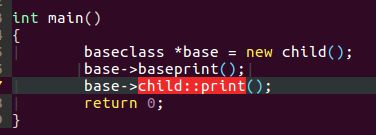 int main()
{
baseclass *base = new child();
base->baseprint();
base->child::print();
return 0;
}